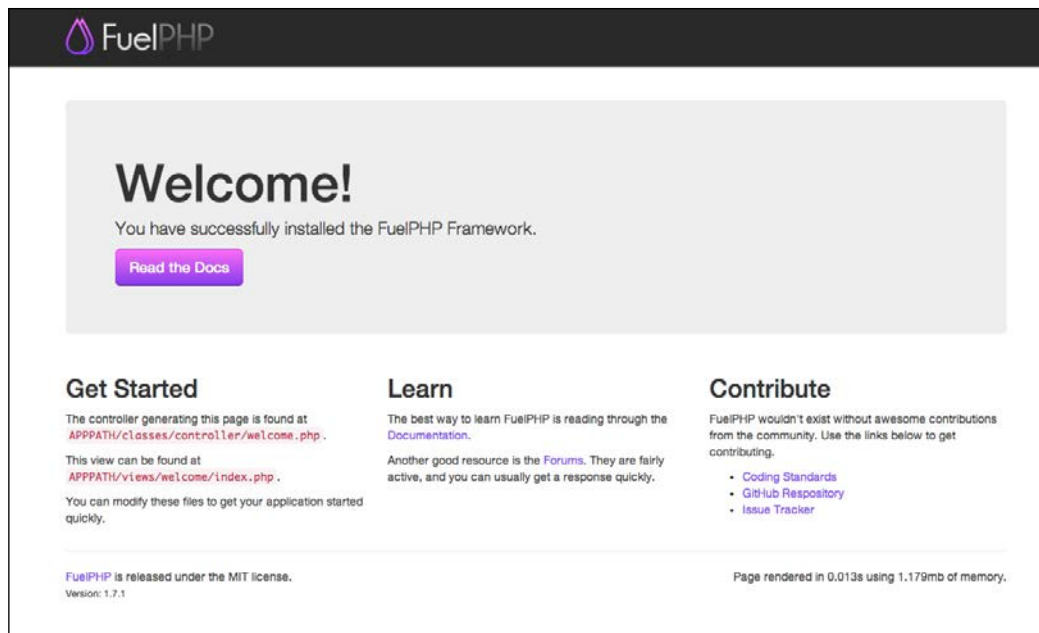 FuelPHP
Welcome!
You have successfully installed the FuelPHP Framework.
Read the Docs
Get Started
The controller generating this page is found at
APPPATH/classes/controller/welcome.php.
This view can be found at
APPPATH/views/welcome/index.php.
You can modify these files to get your application started
quickly.
Learn
The best way to learn FuelPHP is reading through the
Documentation.
Another good resource is the Forums. They are fairly
active, and you can usually get a response quickly.
Contribute
FuelPHP wouldn't exist without awesome contributions
from the community. Use the links below to get
contributing.
• Coding Standards
• GitHub Respository
• Issue Tracker
FuelPHP is released under the MIT license.
Version: 1.7.1
Page rendered in 0.013s using 1.179mb of memory.